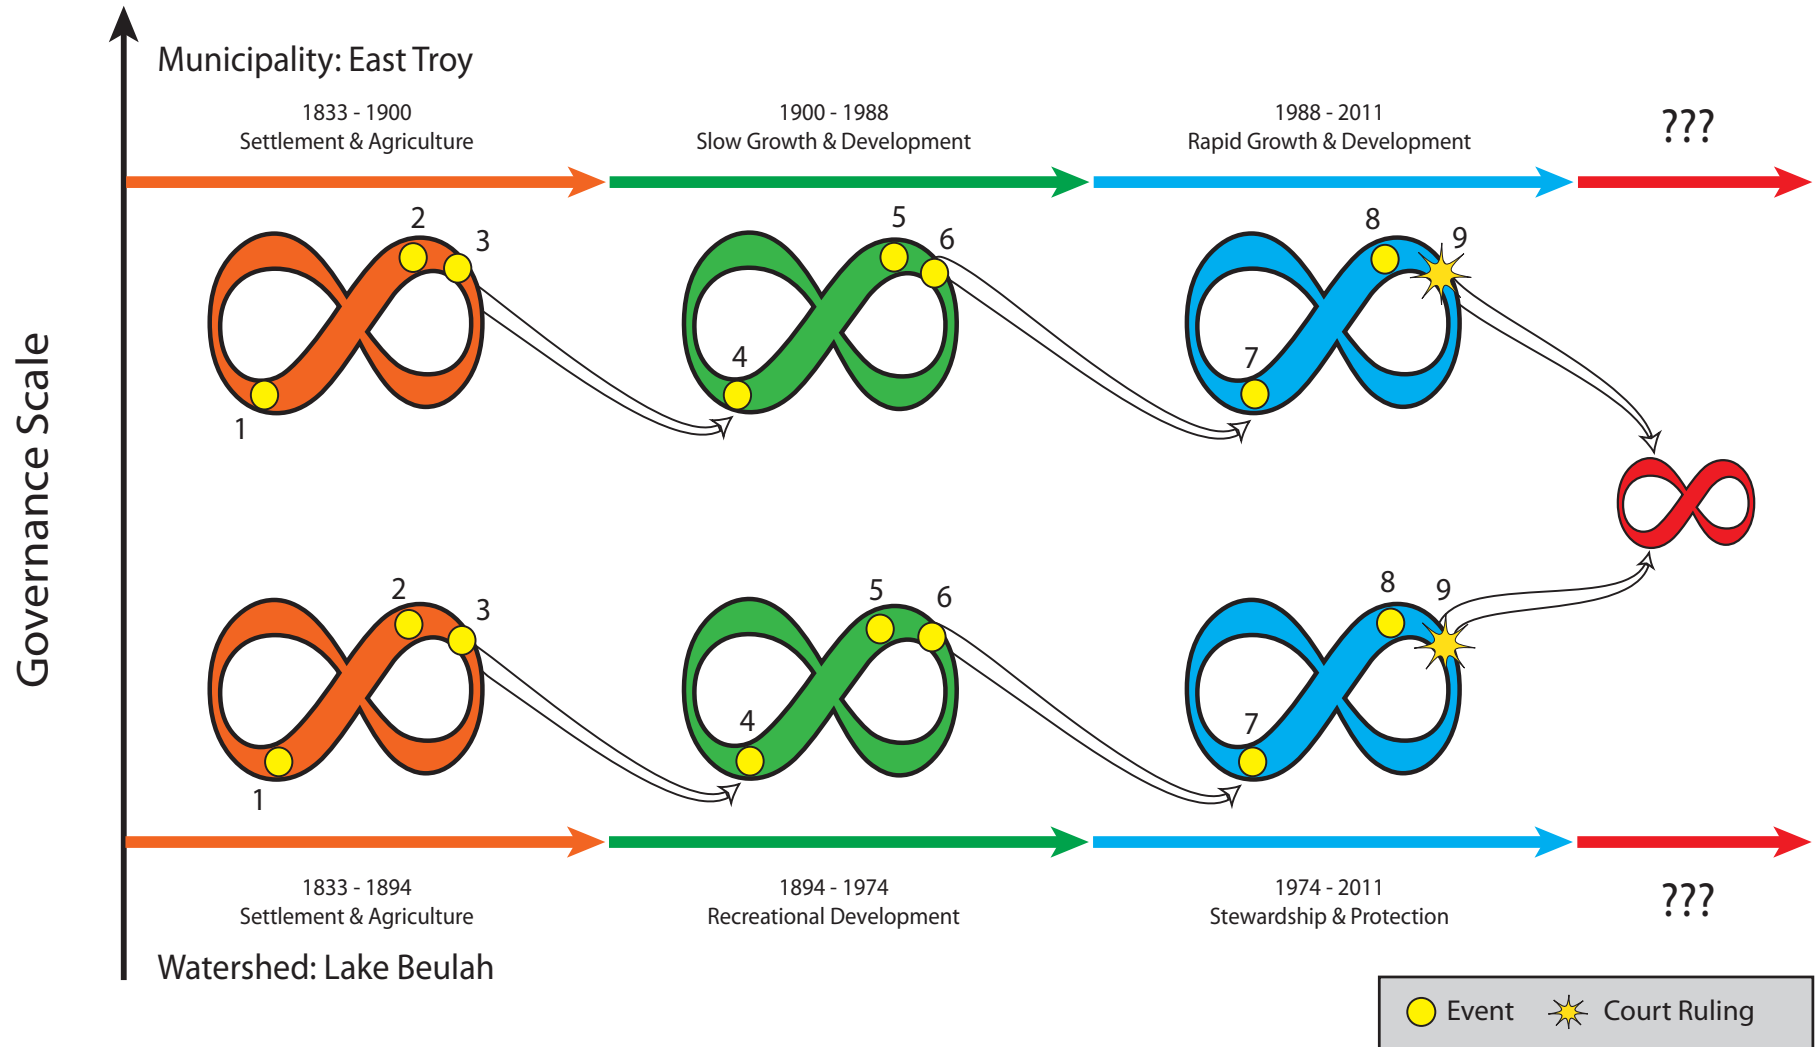 Municipality: East Troy
1833 - 1900
Settlement & Agriculture
1900 - 1988
Slow Growth & Development
1988 - 2011
Rapid Growth & Development
???
2
3
1
5
6
4
8
9
7
Governance Scale
2
3
1
5
6
4
8
9
7
1833 - 1894
Settlement & Agriculture
1894 - 1974
Recreational Development
1974 - 2011
Stewardship & Protection
???
Watershed: Lake Beulah
Event
Court Ruling